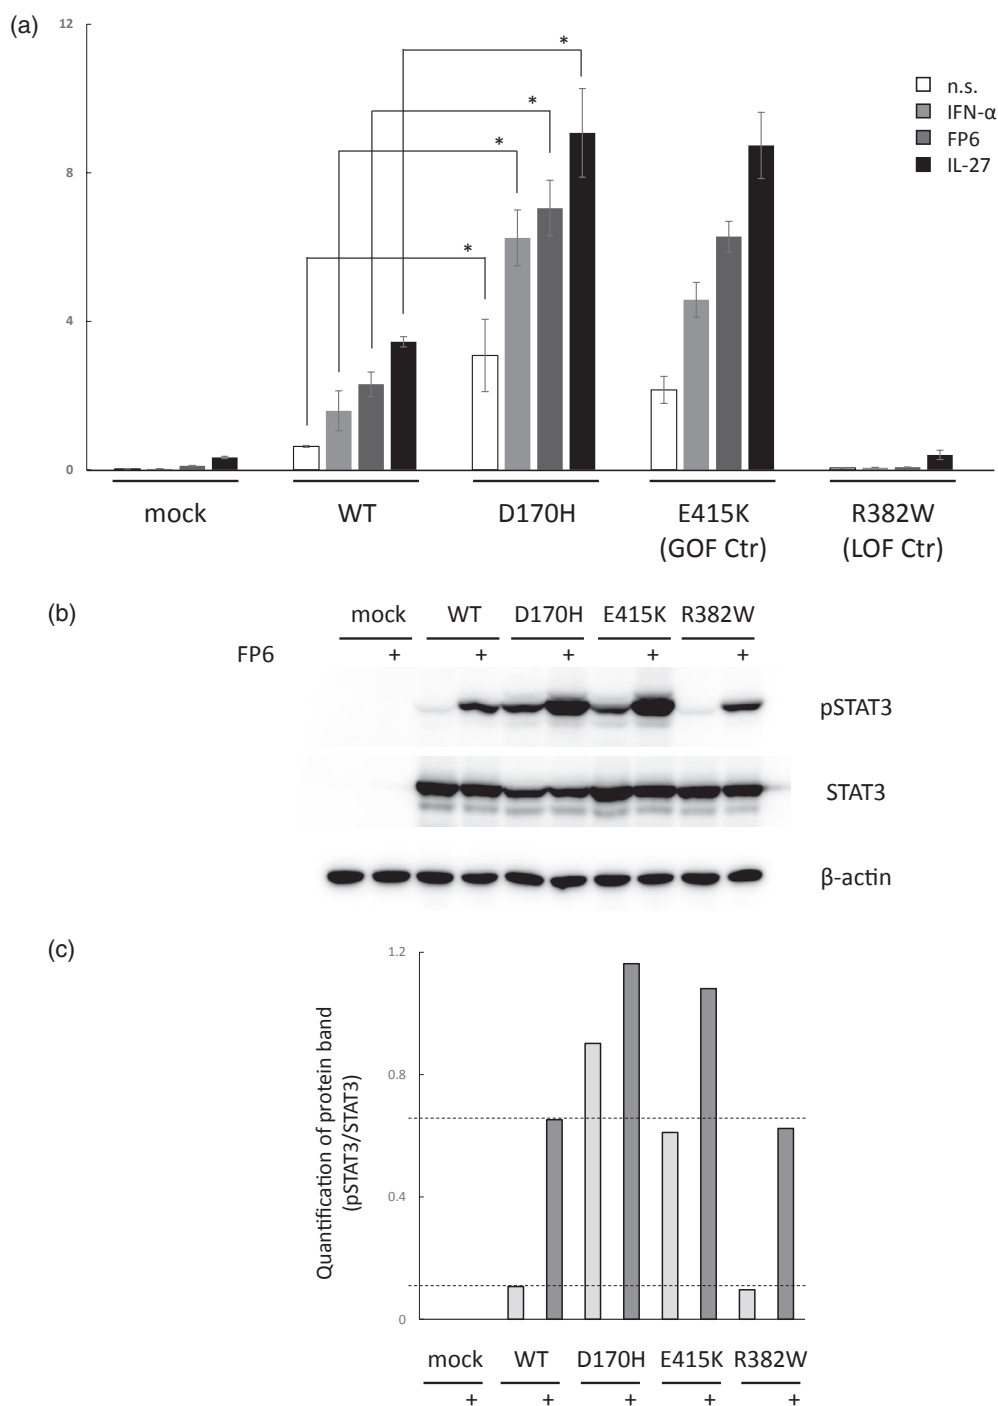 (a)
12
8
4
0
*
*
*
*
n.s.
IFN-α
FP6
IL-27
mock WT D170H E415K R382W
(GOF Ctr) (LOF Ctr)
(b)
mock WT D170H E415K R382W
FP6 + + + + +
pSTAT3
STAT3
β-actin
(c)
Quantification of protein band
(pSTAT3/STAT3)
1.2
0.8
0.4
0
mock WT D170H E415K R382W
+ + + + +